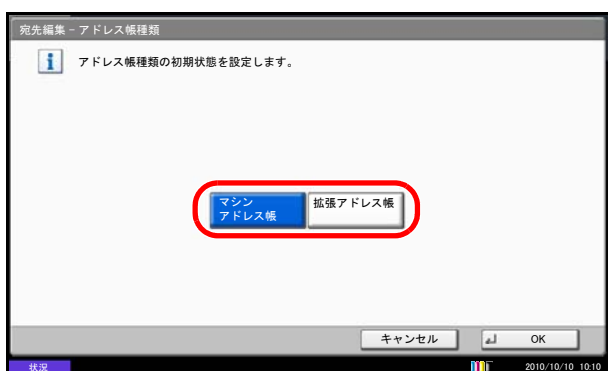 宛先編集 - アドレス帳種類
アドレス帳種類の初期状態を設定します。
マシン
アドレス帳
拡張アドレス帳
キャンセル
OK
状況
2010/10/10 10:10